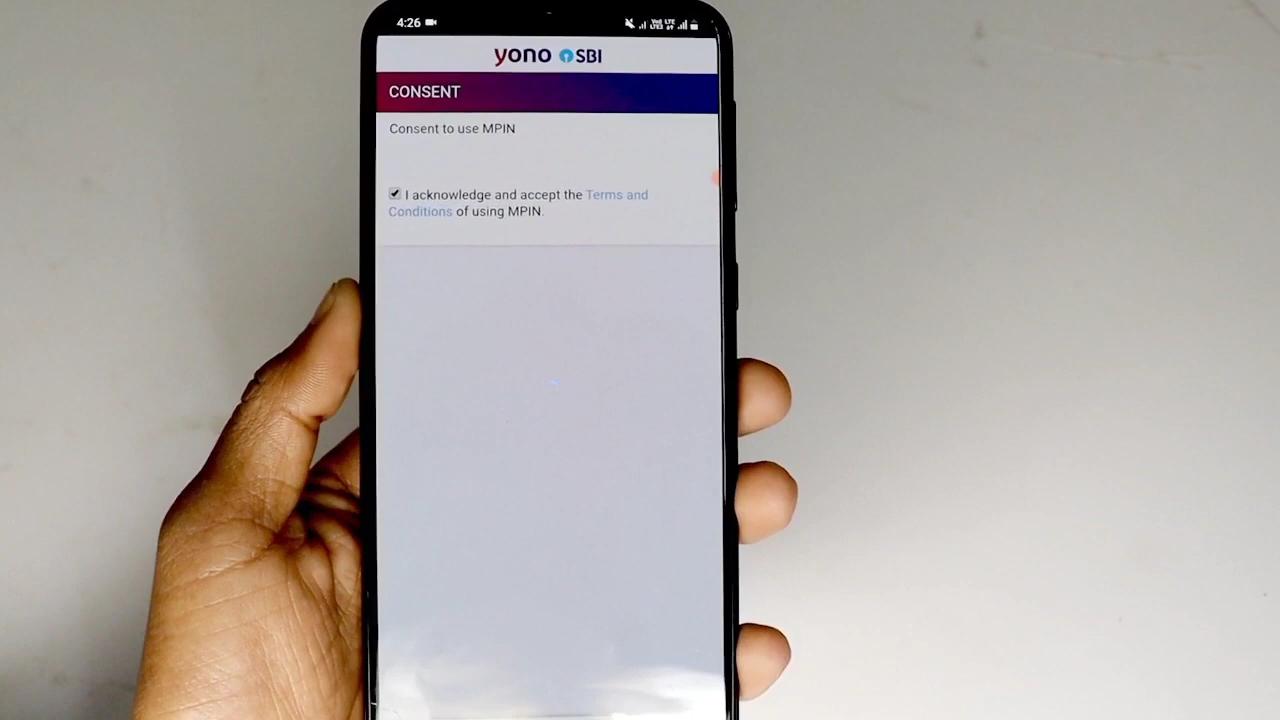 4:26
yono SBI
CONSENT
Consent to use MPIN
I acknowledge and accept the Terms and
Conditions of using MPIN.